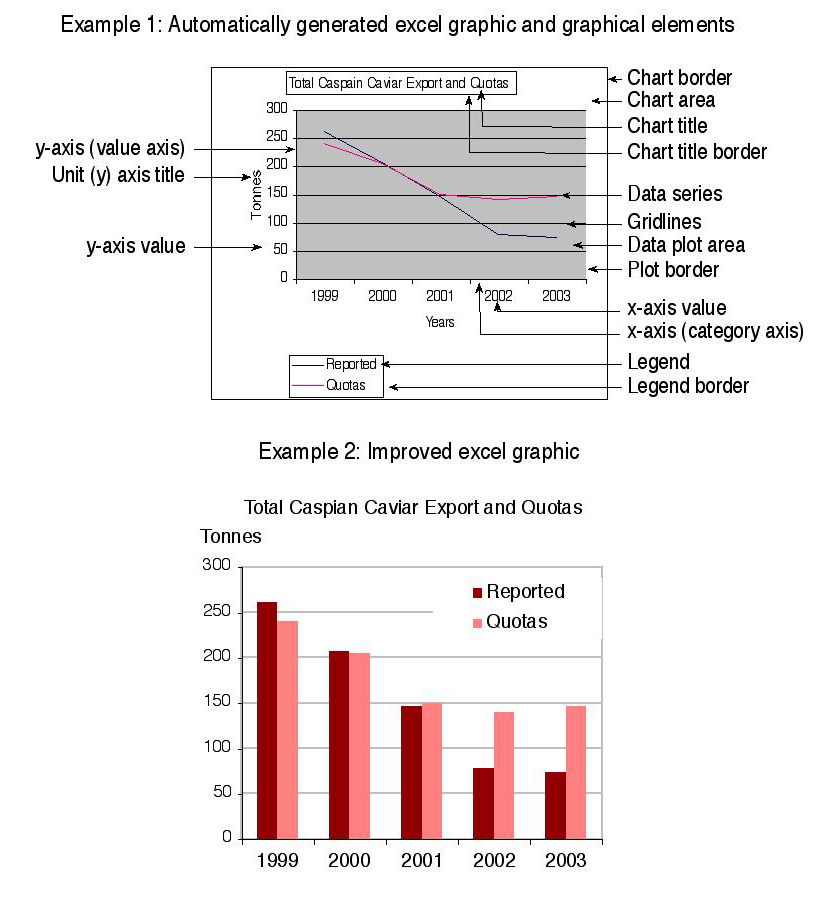 Example 1: Automatically generated excel graphic and graphical elements
Total Caspain Caviar Export and Quotas
Chart border
Chart area
Chart title
Chart title border
y-axis (value axis)
Unit (y) axis title
y-axis value
Tonnes
300
250
200
150
100
50
0
Data series
Gridlines
Data plot area
Plot border
1999 2000 2001 2002 2003
Years
x-axis value
x-axis (category axis)
Reported
Quotas
Legend
Legend border
Example 2: Improved excel graphic
Total Caspian Caviar Export and Quotas
Tonnes
300
250
200
150
100
50
0
Reported
Quotas
1999 2000 2001 2002 2003